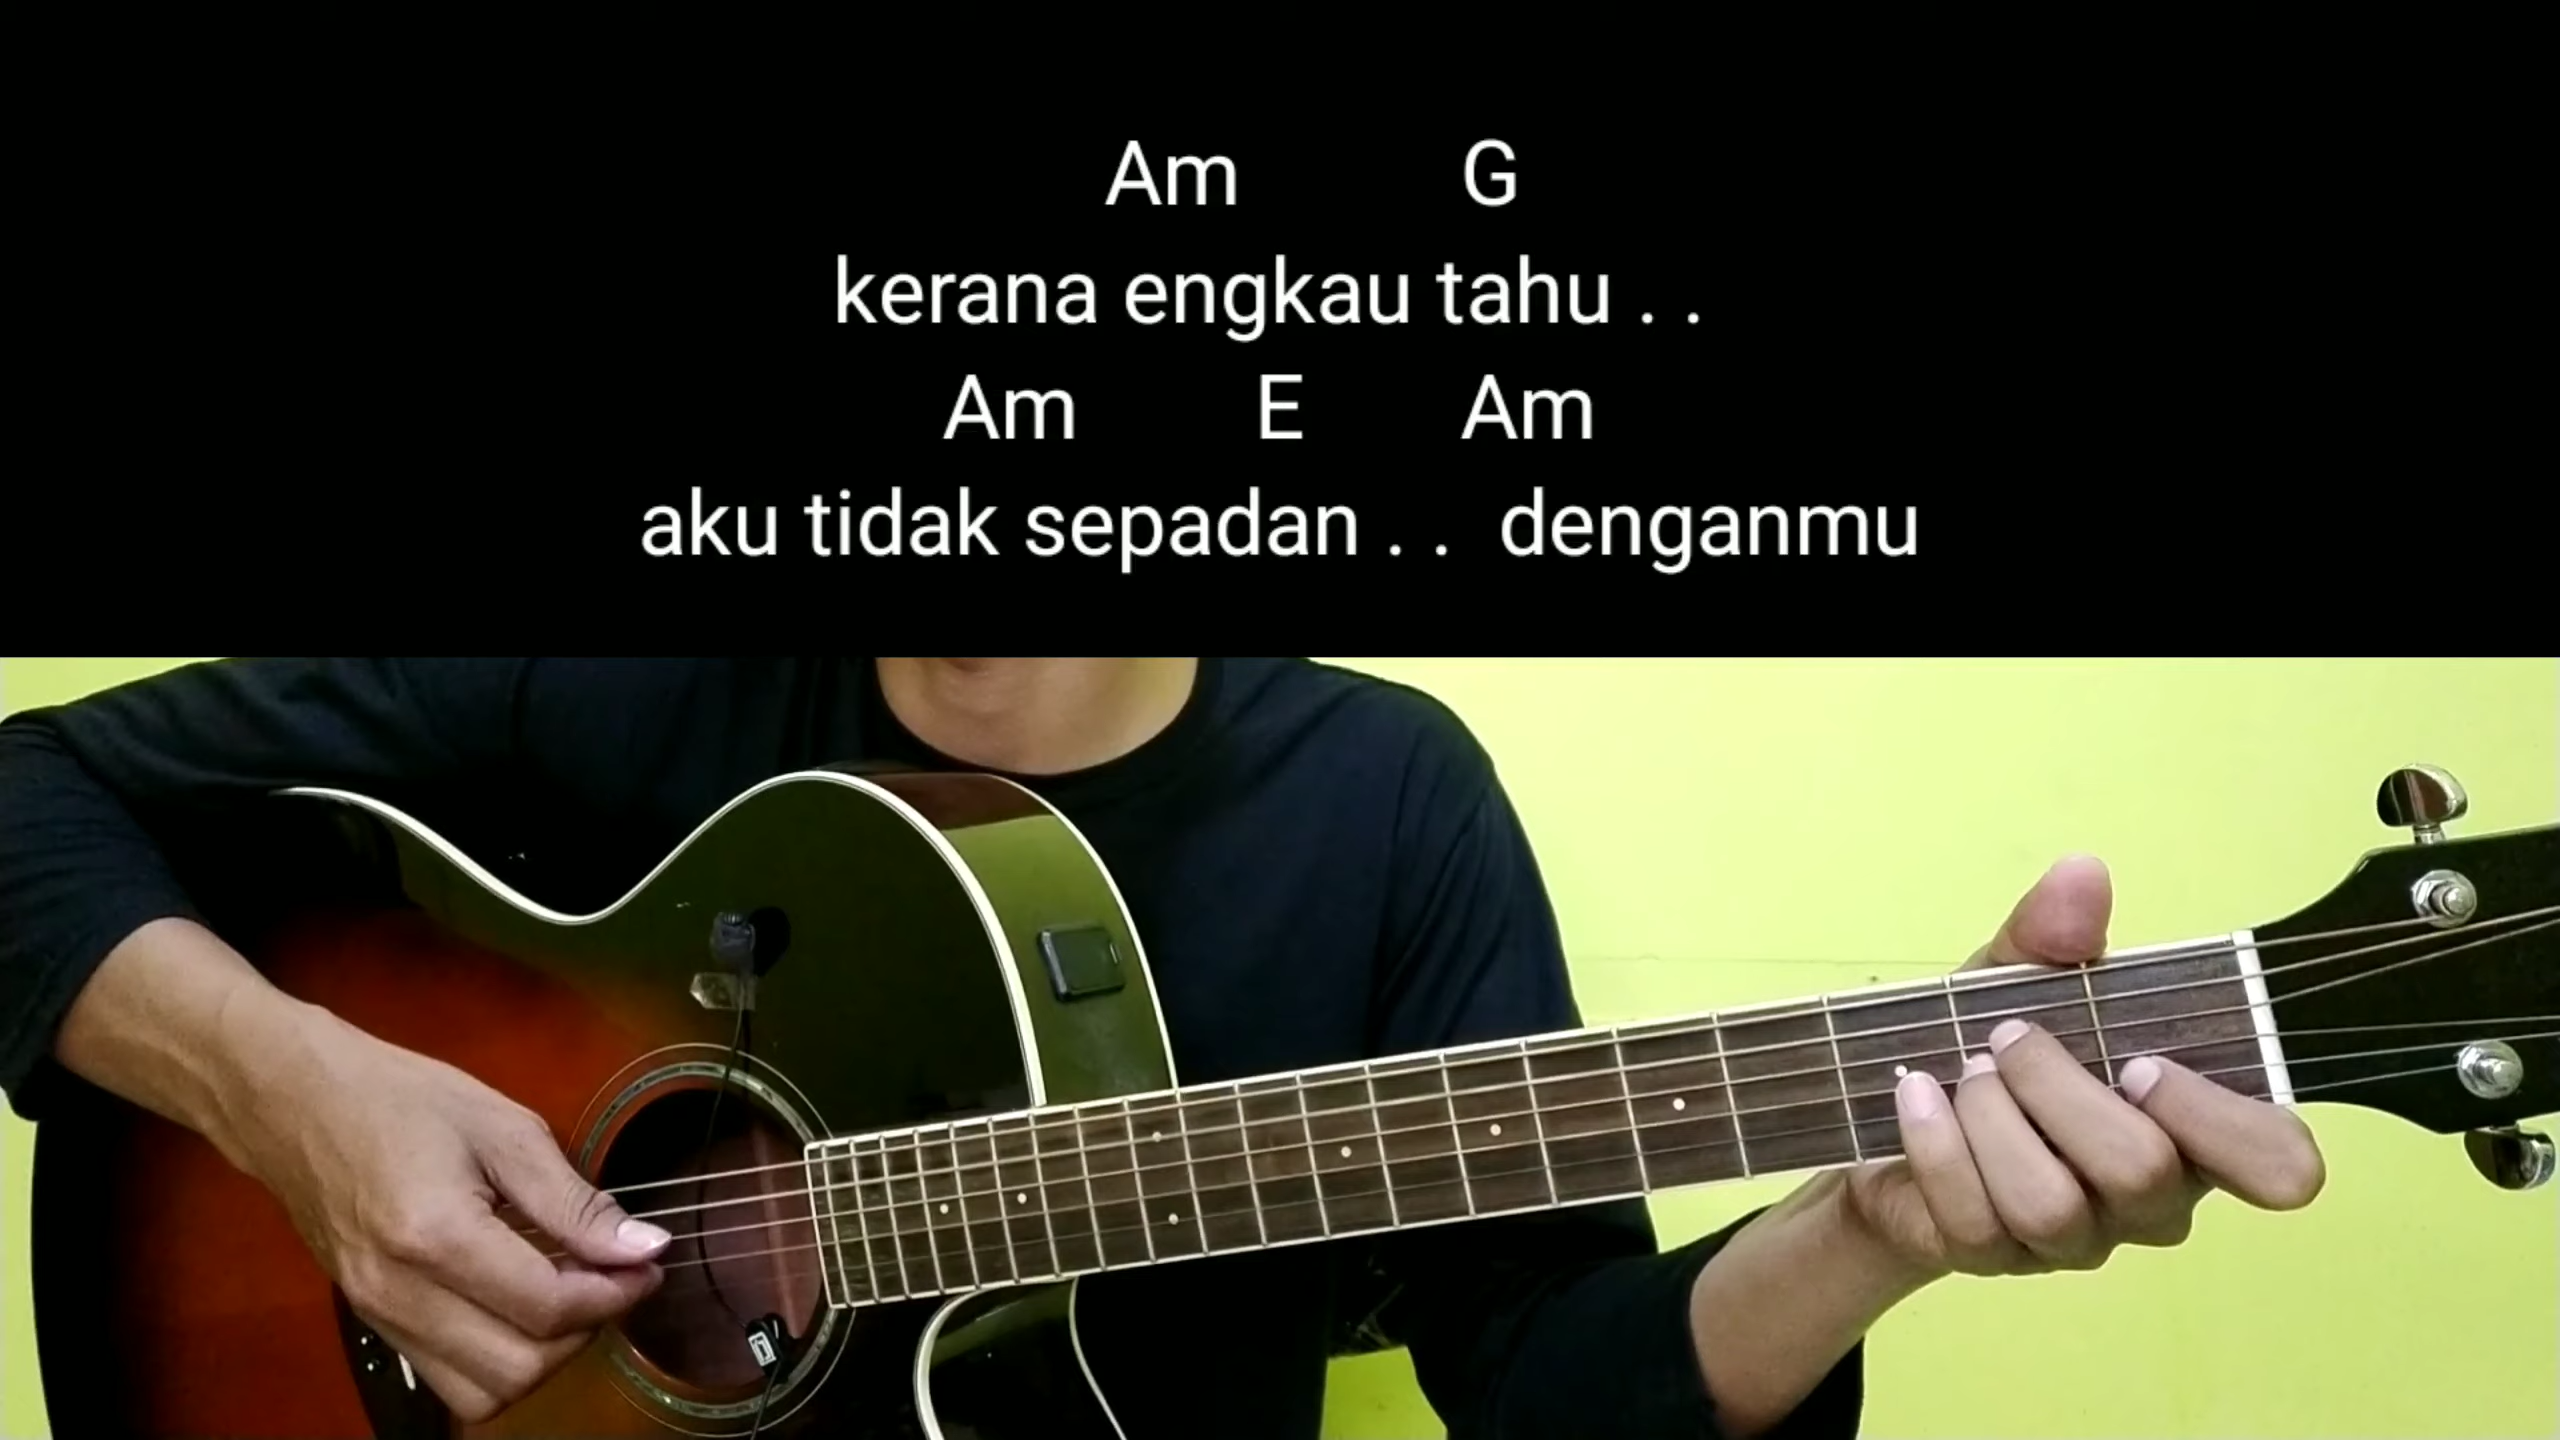 Am G
kerana engkau tahu . .
Am E Am
aku tidak sepadan . . denganmu